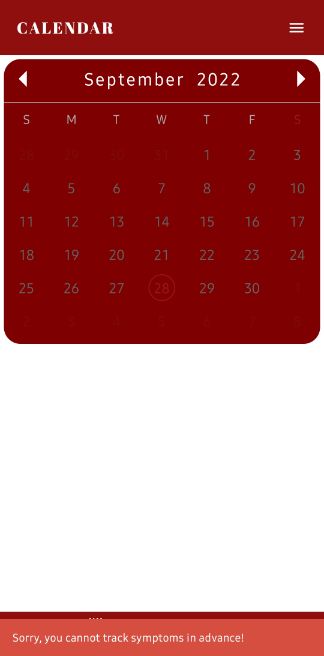 CALENDAR
September 2022
S M T W T F S
28 29 30 31 1 2 3
4 5 6 7 8 9 10
11 12 13 14 15 16 17
18 19 20 21 22 23 24
25 26 27 28 29 30 1
2 3 4 5 6 7 8
Sorry, you cannot track symptoms in advance!